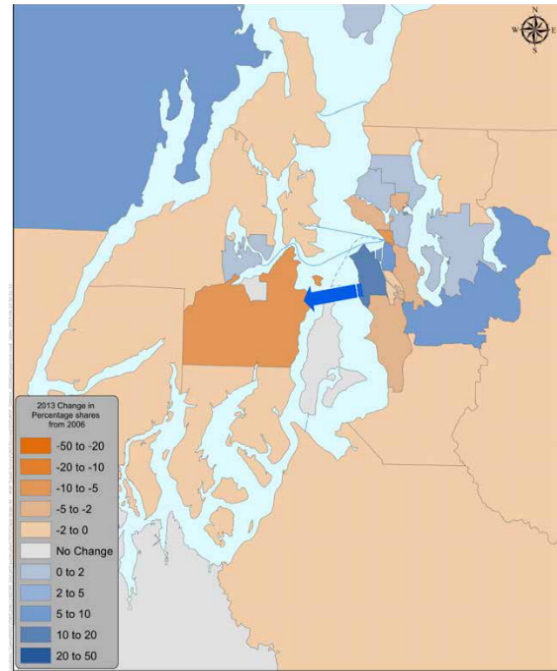 N
W E
S
2013 Change in
Percentage shares
from 2006
-50 to -20
-20 to -10
-10 to -5
-5 to -2
-2 to 0
No Change
0 to 2
2 to 5
5 to 10
10 to 20
20 to 50